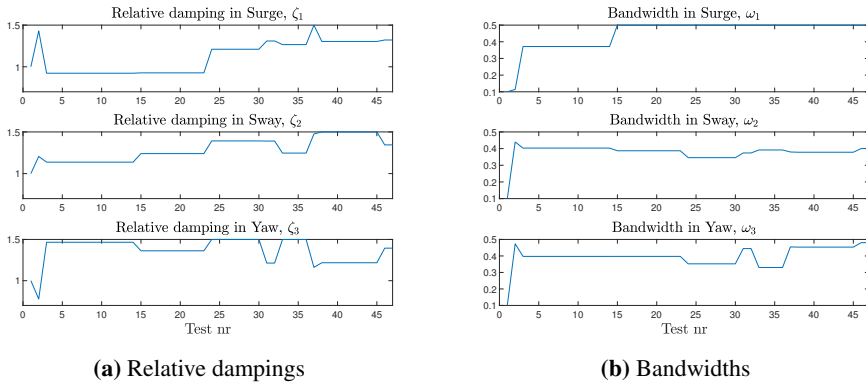 Relative damping in Surge, ζ₁
1.5
1
0 5 10 15 20 25 30 35 40 45
Relative damping in Sway, ζ₂
1.5
1
0 5 10 15 20 25 30 35 40 45
Relative damping in Yaw, ζ₃
1.5
1
0 5 10 15 20 25 30 35 40 45
Test nr
(a) Relative dampings
Bandwidth in Surge, ω₁
0.5
0.4
0.3
0.2
0.1
0 5 10 15 20 25 30 35 40 45
Bandwidth in Sway, ω₂
0.5
0.4
0.3
0.2
0.1
0 5 10 15 20 25 30 35 40 45
Bandwidth in Yaw, ω₃
0.5
0.4
0.3
0.2
0.1
0 5 10 15 20 25 30 35 40 45
Test nr
(b) Bandwidths